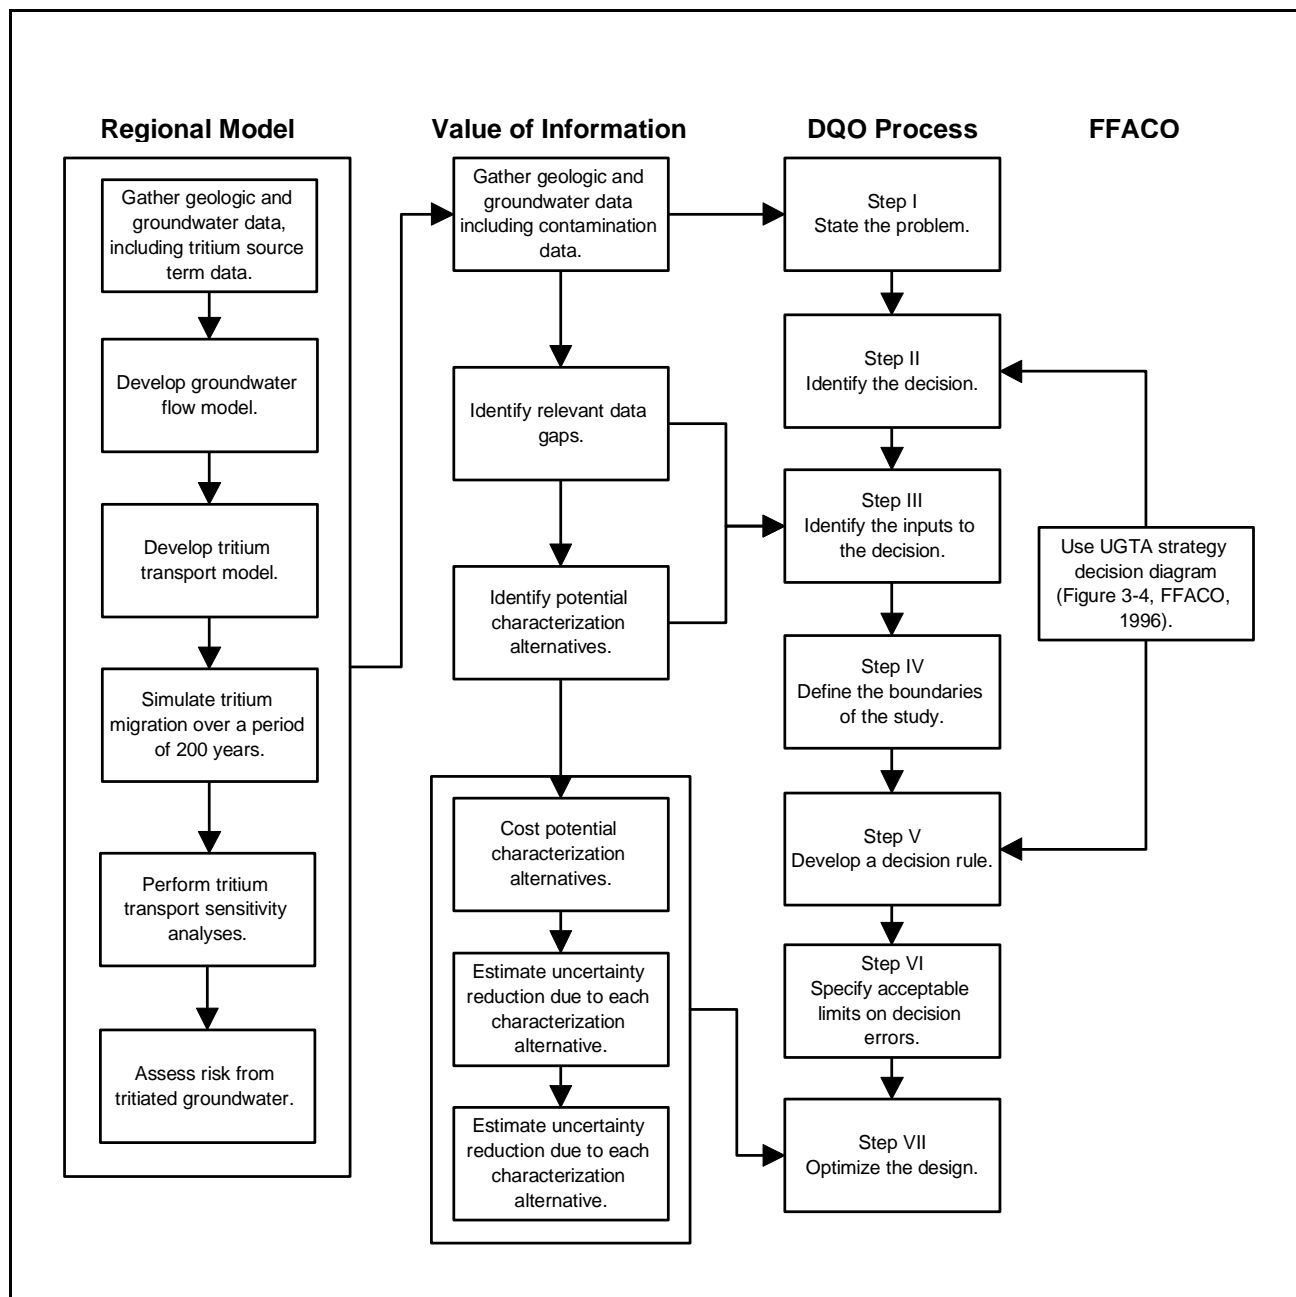 Regional Model
Value of Information
DQO Process
FFACO
Gather geologic and
groundwater data,
including tritium source
term data.
Develop groundwater
flow model.
Develop tritium
transport model.
Simulate tritium
migration over a period
of 200 years.
Perform tritium
transport sensitivity
analyses.
Assess risk from
tritiated groundwater.
Gather geologic and
groundwater data
including contamination
data.
Identify relevant data
gaps.
Identify potential
characterization
alternatives.
Cost potential
characterization
alternatives.
Estimate uncertainty
reduction due to each
characterization
alternative.
Estimate uncertainty
reduction due to each
characterization
alternative.
Step I
State the problem.
Step II
Identify the decision.
Step III
Identify the inputs to
the decision.
Step IV
Define the boundaries
of the study.
Step V
Develop a decision rule.
Step VI
Specify acceptable
limits on decision
errors.
Step VII
Optimize the design.
Use UGTA strategy
decision diagram
(Figure 3-4, FFACO,
1996).